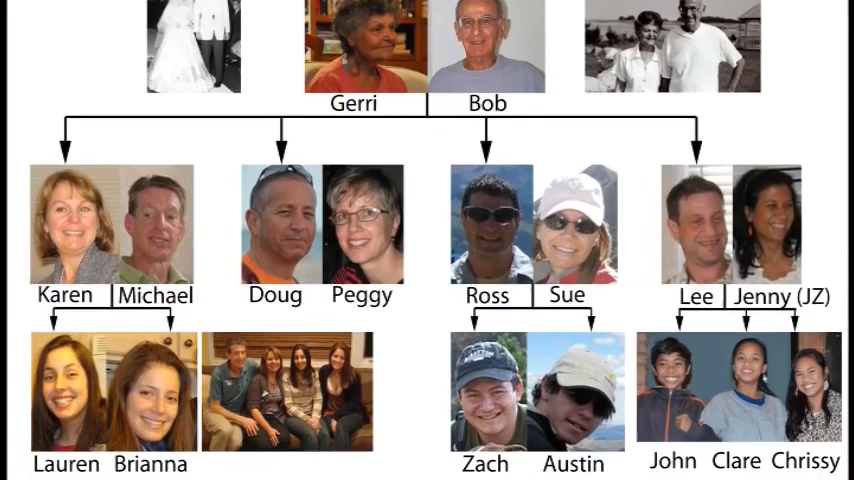 Gerri Bob
Karen Michael Doug Peggy Ross Sue Lee Jenny (JZ)
Lauren Brianna Zach Austin John Clare Chrissy